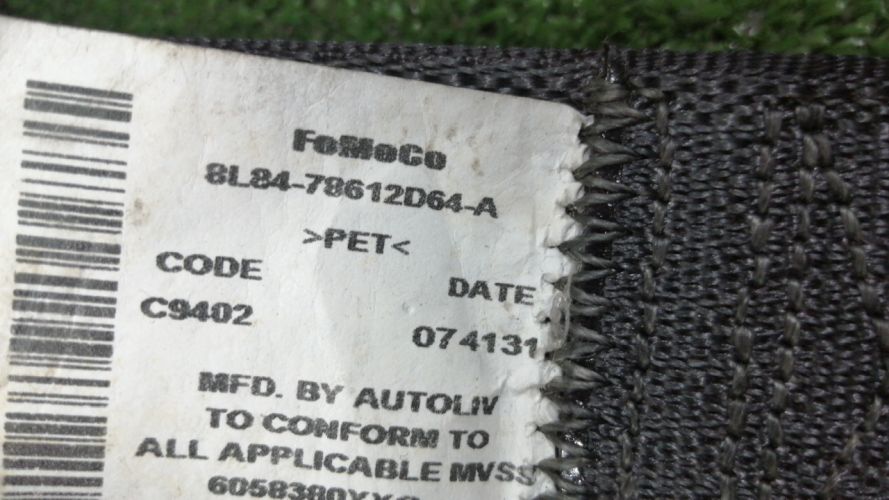 FoMoCo
8L84-78612D64-A
>PET<
CODE DATE
C9402 074131
MFD. BY AUTOLIV
TO CONFORM TO
ALL APPLICABLE MVSS